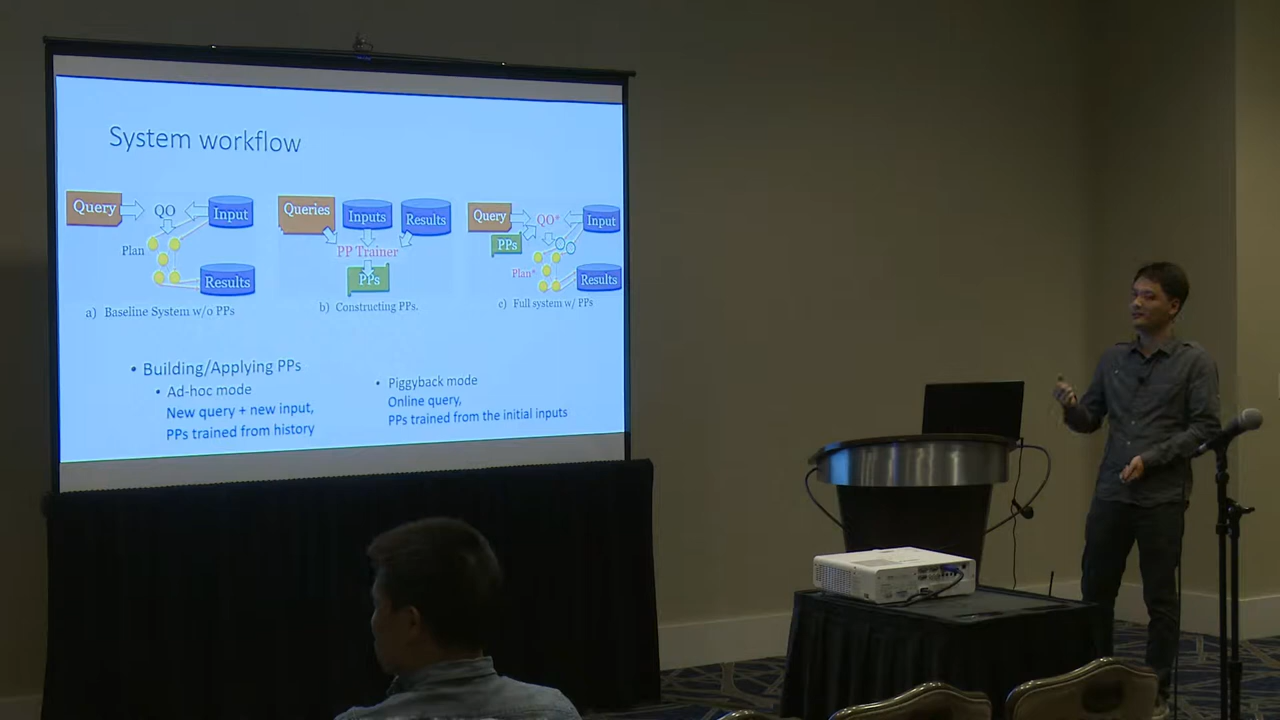 System workflow
Query
QO
Input
Plan
Results
a) Baseline System w/o PPs
Queries
Inputs
Results
PP Trainer
PPs
b) Constructing PPs.
Query
QO*
Input
PPs
Plan*
Results
c) Full system w/ PPs
• Building/Applying PPs
• Ad-hoc mode
New query + new input,
PPs trained from history
• Piggyback mode
Online query,
PPs trained from the initial inputs